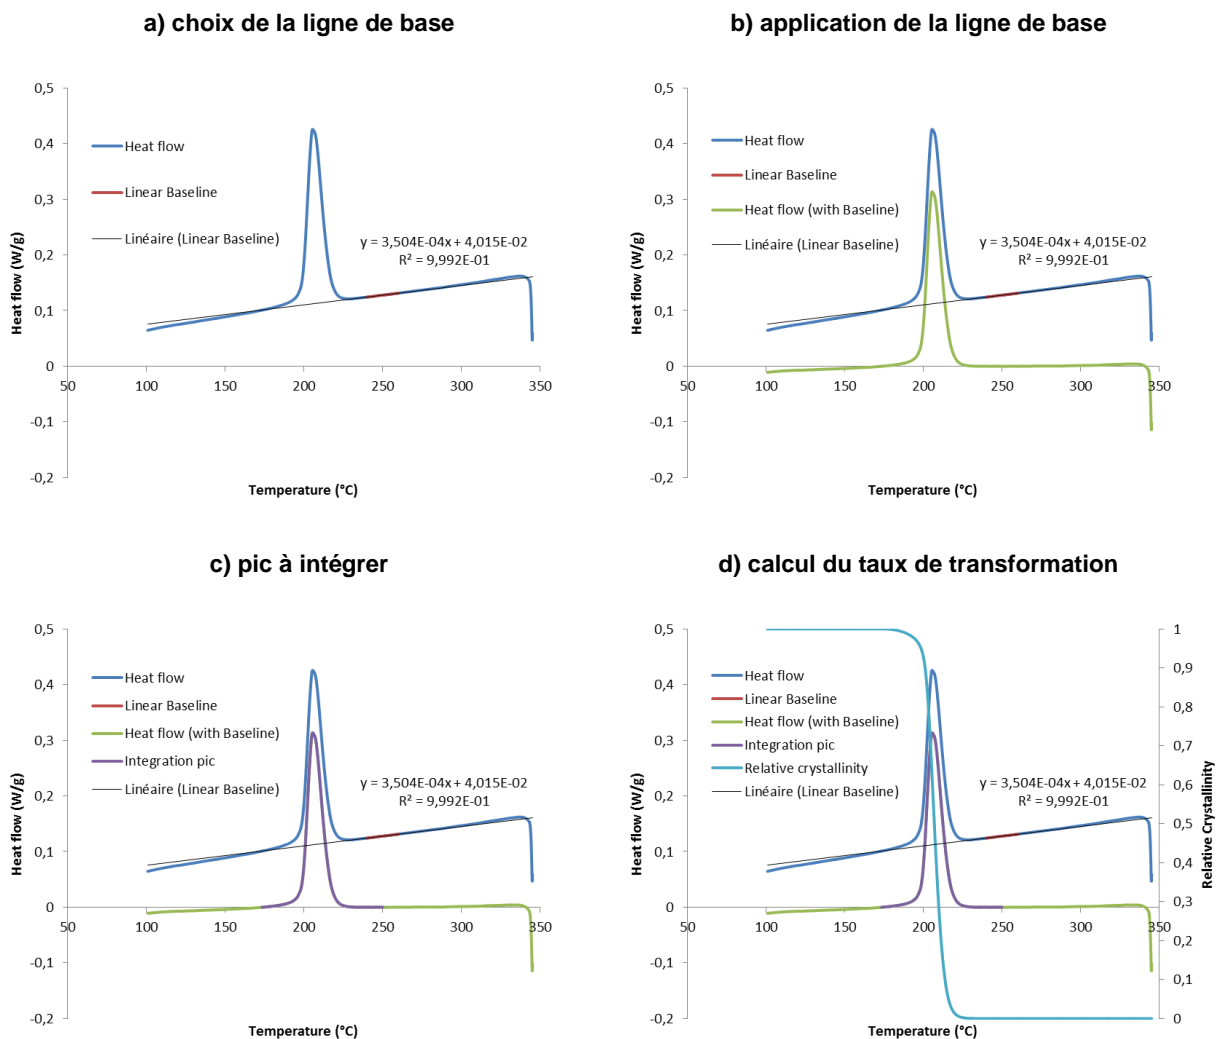 a) choix de la ligne de base
0,5
0,4
0,3
0,2
0,1
0
-0,1
-0,2
50
100
150
200
250
300
350
Heat flow (W/g)
Temperature (°C)
Heat flow
Linear Baseline
Linéaire (Linear Baseline)
y = 3,504E-04x + 4,015E-02
R² = 9,992E-01
b) application de la ligne de base
0,5
0,4
0,3
0,2
0,1
0
-0,1
-0,2
50
100
150
200
250
300
350
Heat flow (W/g)
Temperature (°C)
Heat flow
Linear Baseline
Heat flow (with Baseline)
Linéaire (Linear Baseline)
y = 3,504E-04x + 4,015E-02
R² = 9,992E-01
c) pic à intégrer
0,5
0,4
0,3
0,2
0,1
0
-0,1
-0,2
50
100
150
200
250
300
350
Heat flow (W/g)
Temperature (°C)
Heat flow
Linear Baseline
Heat flow (with Baseline)
Integration pic
Linéaire (Linear Baseline)
y = 3,504E-04x + 4,015E-02
R² = 9,992E-01
d) calcul du taux de transformation
0,5
0,4
0,3
0,2
0,1
0
-0,1
-0,2
50
100
150
200
250
300
350
1
0,9
0,8
0,7
0,6
0,5
0,4
0,3
0,2
0,1
0
Heat flow (W/g)
Temperature (°C)
Relative Crystallinity
Heat flow
Linear Baseline
Heat flow (with Baseline)
Integration pic
Relative crystallinity
Linéaire (Linear Baseline)
y = 3,504E-04x + 4,015E-02
R² = 9,992E-01